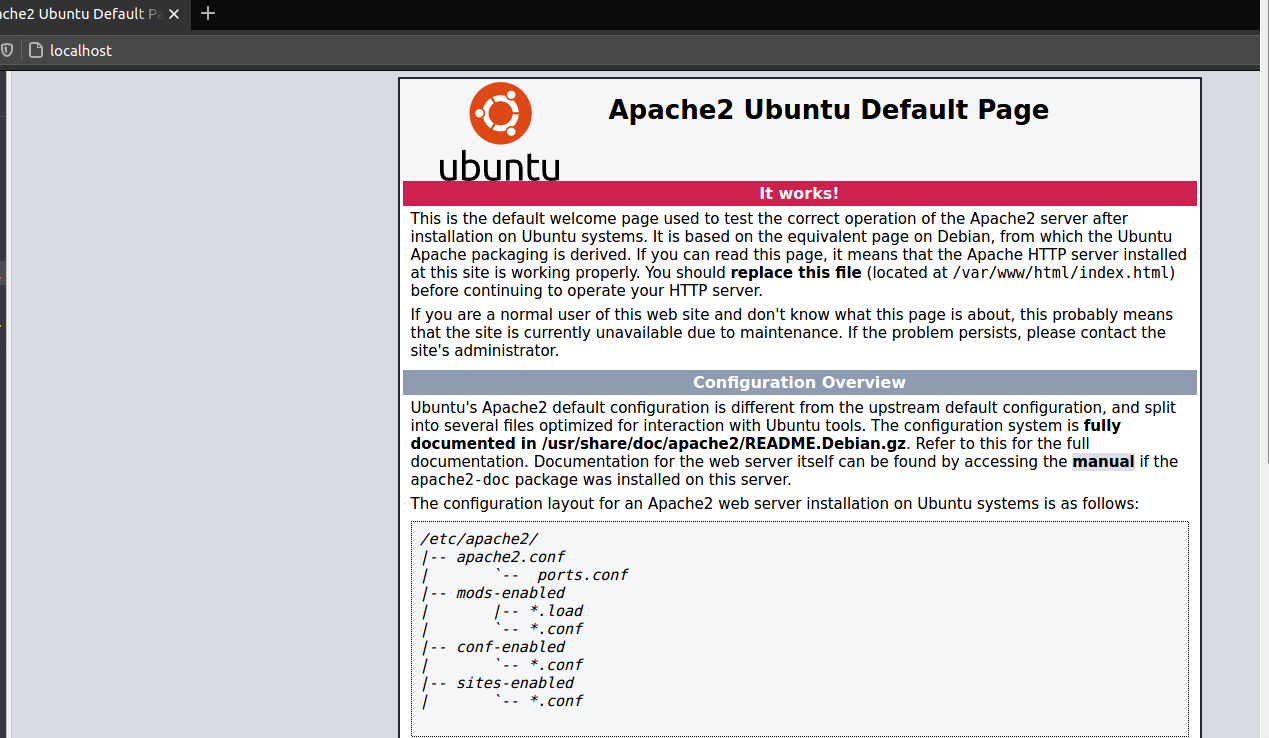 ache2 Ubuntu Default Pa
localhost
ubuntu
Apache2 Ubuntu Default Page
It works!
This is the default welcome page used to test the correct operation of the Apache2 server after
installation on Ubuntu systems. It is based on the equivalent page on Debian, from which the Ubuntu
Apache packaging is derived. If you can read this page, it means that the Apache HTTP server installed
at this site is working properly. You should replace this file (located at /var/www/html/index.html)
before continuing to operate your HTTP server.
If you are a normal user of this web site and don't know what this page is about, this probably means
that the site is currently unavailable due to maintenance. If the problem persists, please contact the
site's administrator.
Configuration Overview
Ubuntu's Apache2 default configuration is different from the upstream default configuration, and split
into several files optimized for interaction with Ubuntu tools. The configuration system is fully
documented in /usr/share/doc/apache2/README.Debian.gz. Refer to this for the full
documentation. Documentation for the web server itself can be found by accessing the manual if the
apache2-doc package was installed on this server.
The configuration layout for an Apache2 web server installation on Ubuntu systems is as follows:
/etc/apache2/
|-- apache2.conf
|       `--  ports.conf
|-- mods-enabled
|       |-- *.load
|       `-- *.conf
|-- conf-enabled
|       `-- *.conf
|-- sites-enabled
|       `-- *.conf